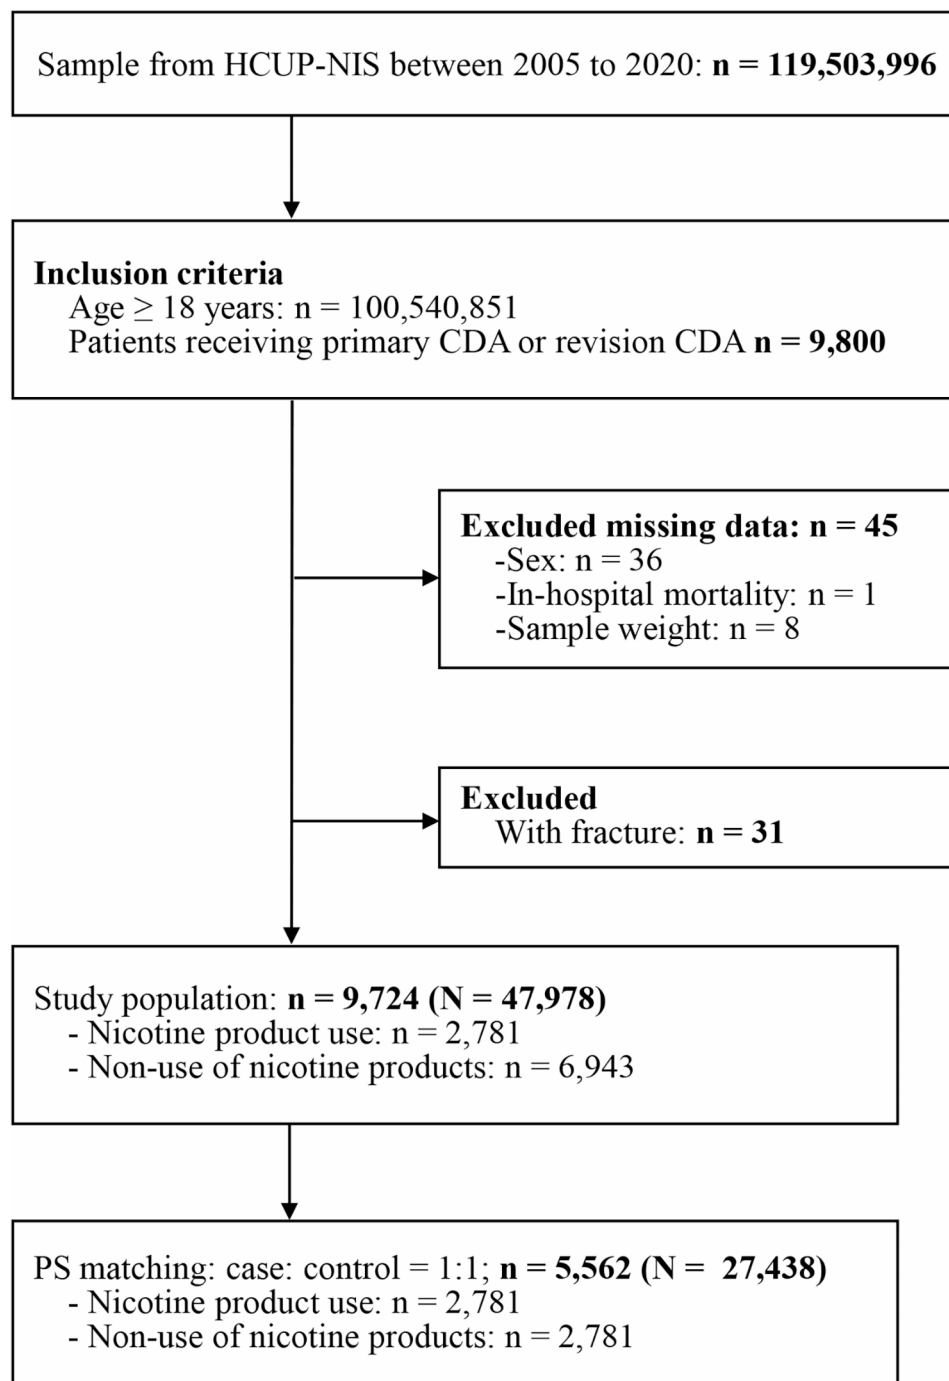 Sample from HCUP-NIS between 2005 to 2020: n = 119,503,996
Inclusion criteria
Age ≥ 18 years: n = 100,540,851
Patients receiving primary CDA or revision CDA n = 9,800
Excluded missing data: n = 45
-Sex: n = 36
-In-hospital mortality: n = 1
-Sample weight: n = 8
Excluded
With fracture: n = 31
Study population: n = 9,724 (N = 47,978)
- Nicotine product use: n = 2,781
- Non-use of nicotine products: n = 6,943
PS matching: case: control = 1:1; n = 5,562 (N =  27,438)
- Nicotine product use: n = 2,781
- Non-use of nicotine products: n = 2,781